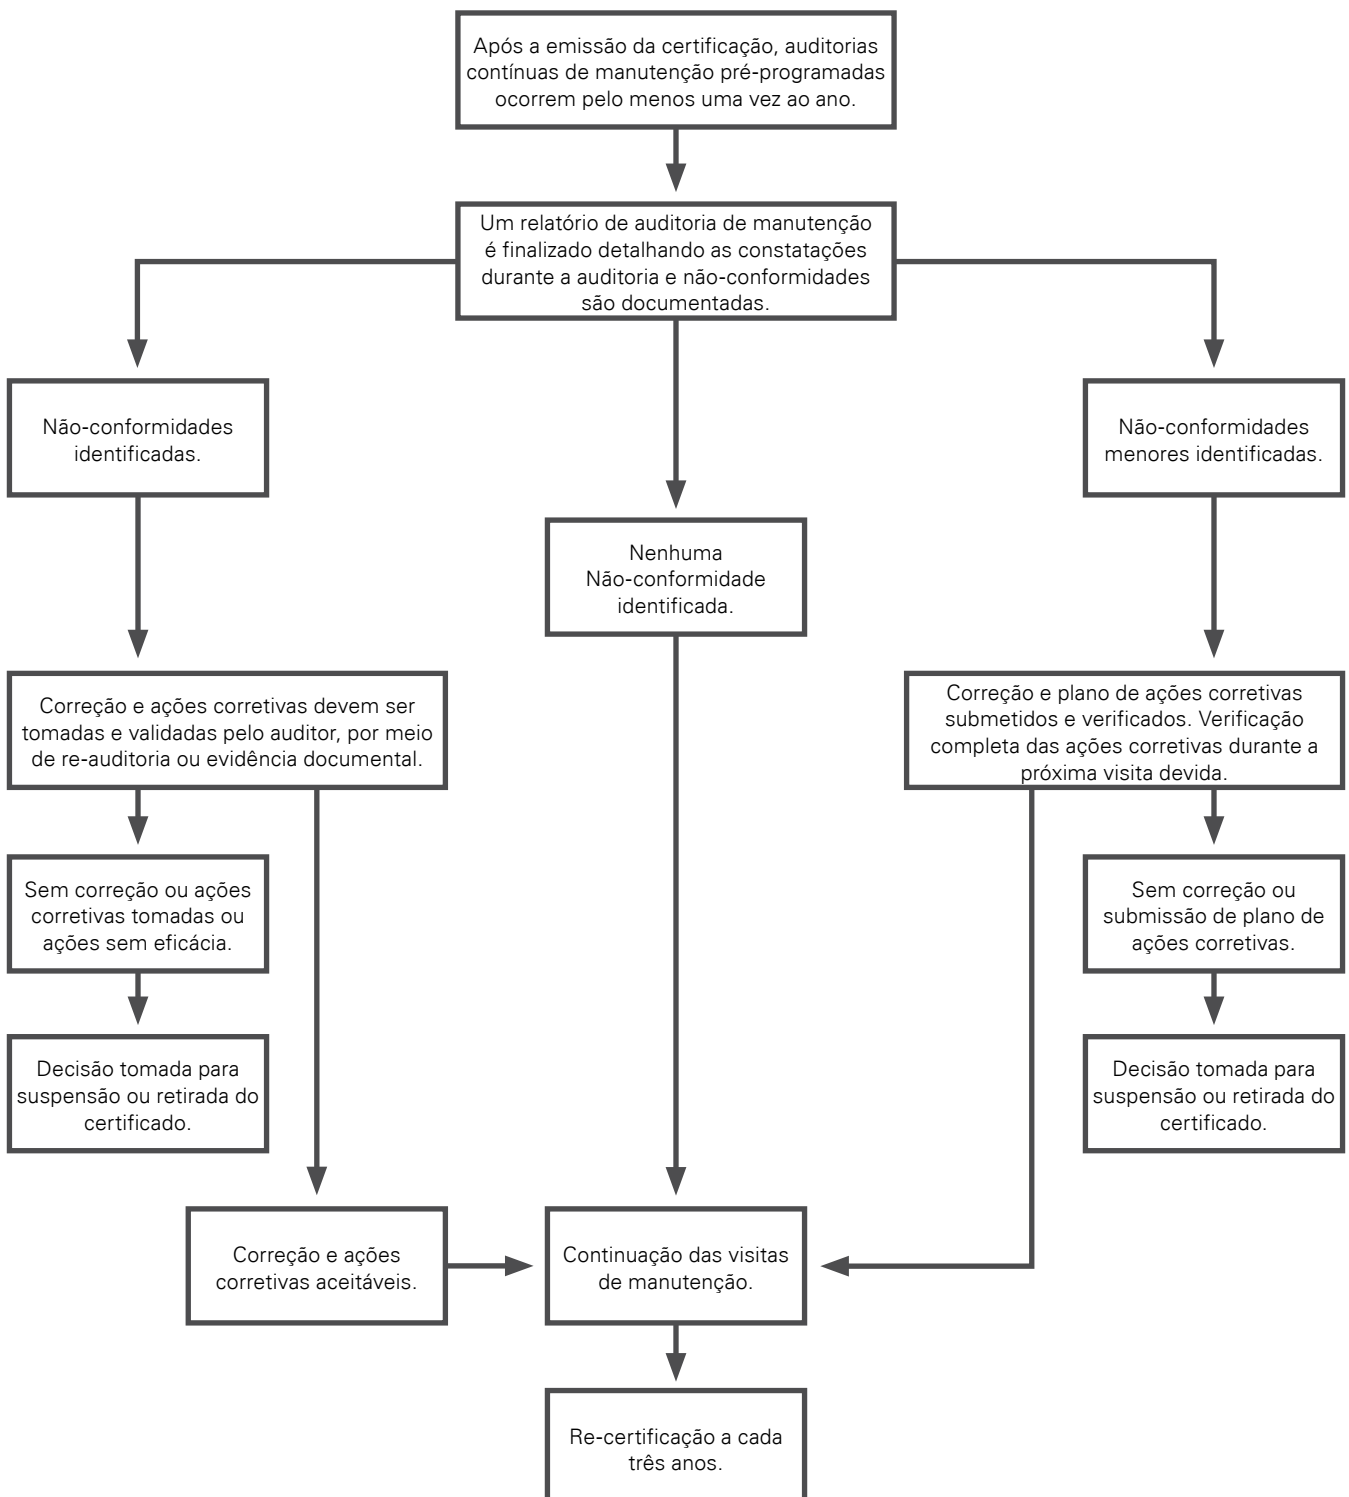 Após a emissão da certificação, auditorias
contínuas de manutenção pré-programadas
ocorrem pelo menos uma vez ao ano.
Um relatório de auditoria de manutenção
é finalizado detalhando as constatações
durante a auditoria e não-conformidades
são documentadas.
Não-conformidades
identificadas.
Não-conformidades
menores identificadas.
Nenhuma
Não-conformidade
identificada.
Correção e ações corretivas devem ser
tomadas e validadas pelo auditor, por meio
de re-auditoria ou evidência documental.
Correção e plano de ações corretivas
submetidos e verificados. Verificação
completa das ações corretivas durante a
próxima visita devida.
Sem correção ou ações
corretivas tomadas ou
ações sem eficácia.
Sem correção ou
submissão de plano de
ações corretivas.
Decisão tomada para
suspensão ou retirada do
certificado.
Decisão tomada para
suspensão ou retirada do
certificado.
Correção e ações
corretivas aceitáveis.
Continuação das visitas
de manutenção.
Re-certificação a cada
três anos.